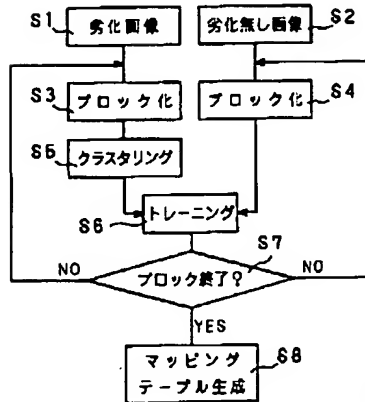 S1 劣化画像
劣化無し画像 S2
S3 ブロック化
ブロック化 S4
S5 クラスタリング
S6 トレーニング
S7
NO ブロック終了? NO
YES
マッピング S8
テーブル生成